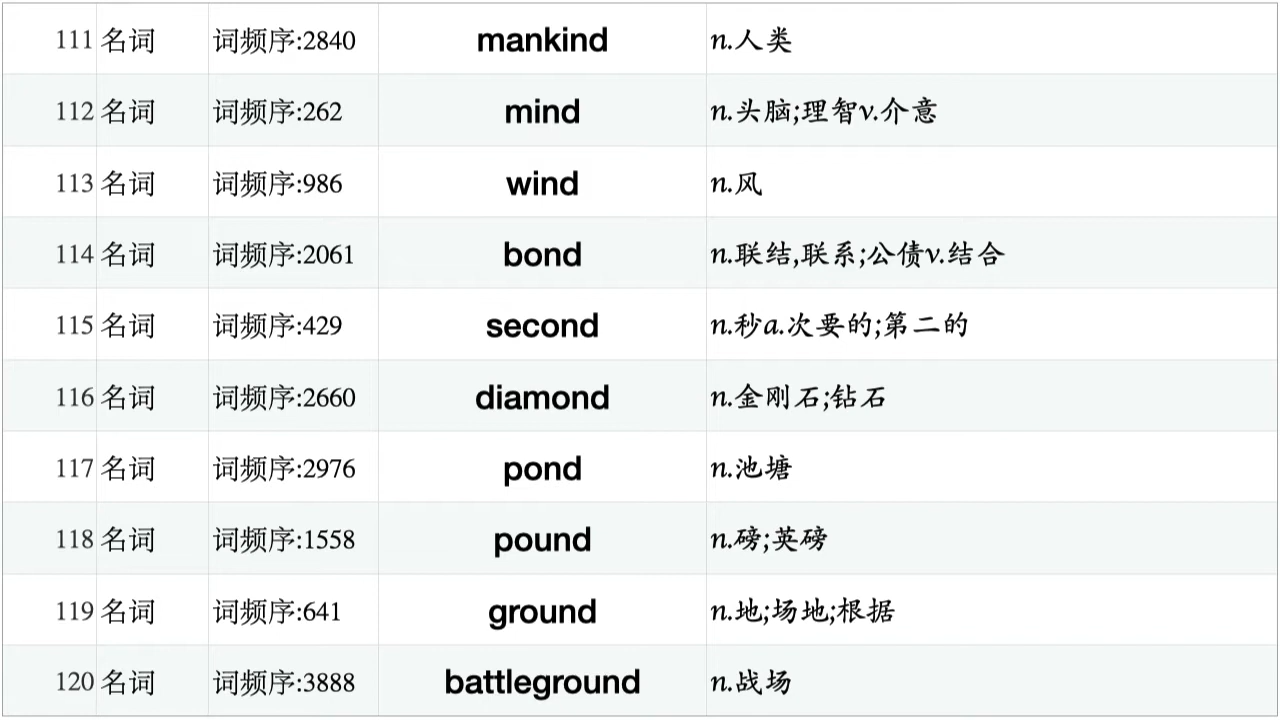 111 名词 词频序:2840 mankind n.人类
112 名词 词频序:262 mind n.头脑;理智v.介意
113 名词 词频序:986 wind n.风
114 名词 词频序:2061 bond n.联结,联系;公债v.结合
115 名词 词频序:429 second n.秒a.次要的;第二的
116 名词 词频序:2660 diamond n.金刚石;钻石
117 名词 词频序:2976 pond n.池塘
118 名词 词频序:1558 pound n.磅;英磅
119 名词 词频序:641 ground n.地;场地;根据
120 名词 词频序:3888 battleground n.战场